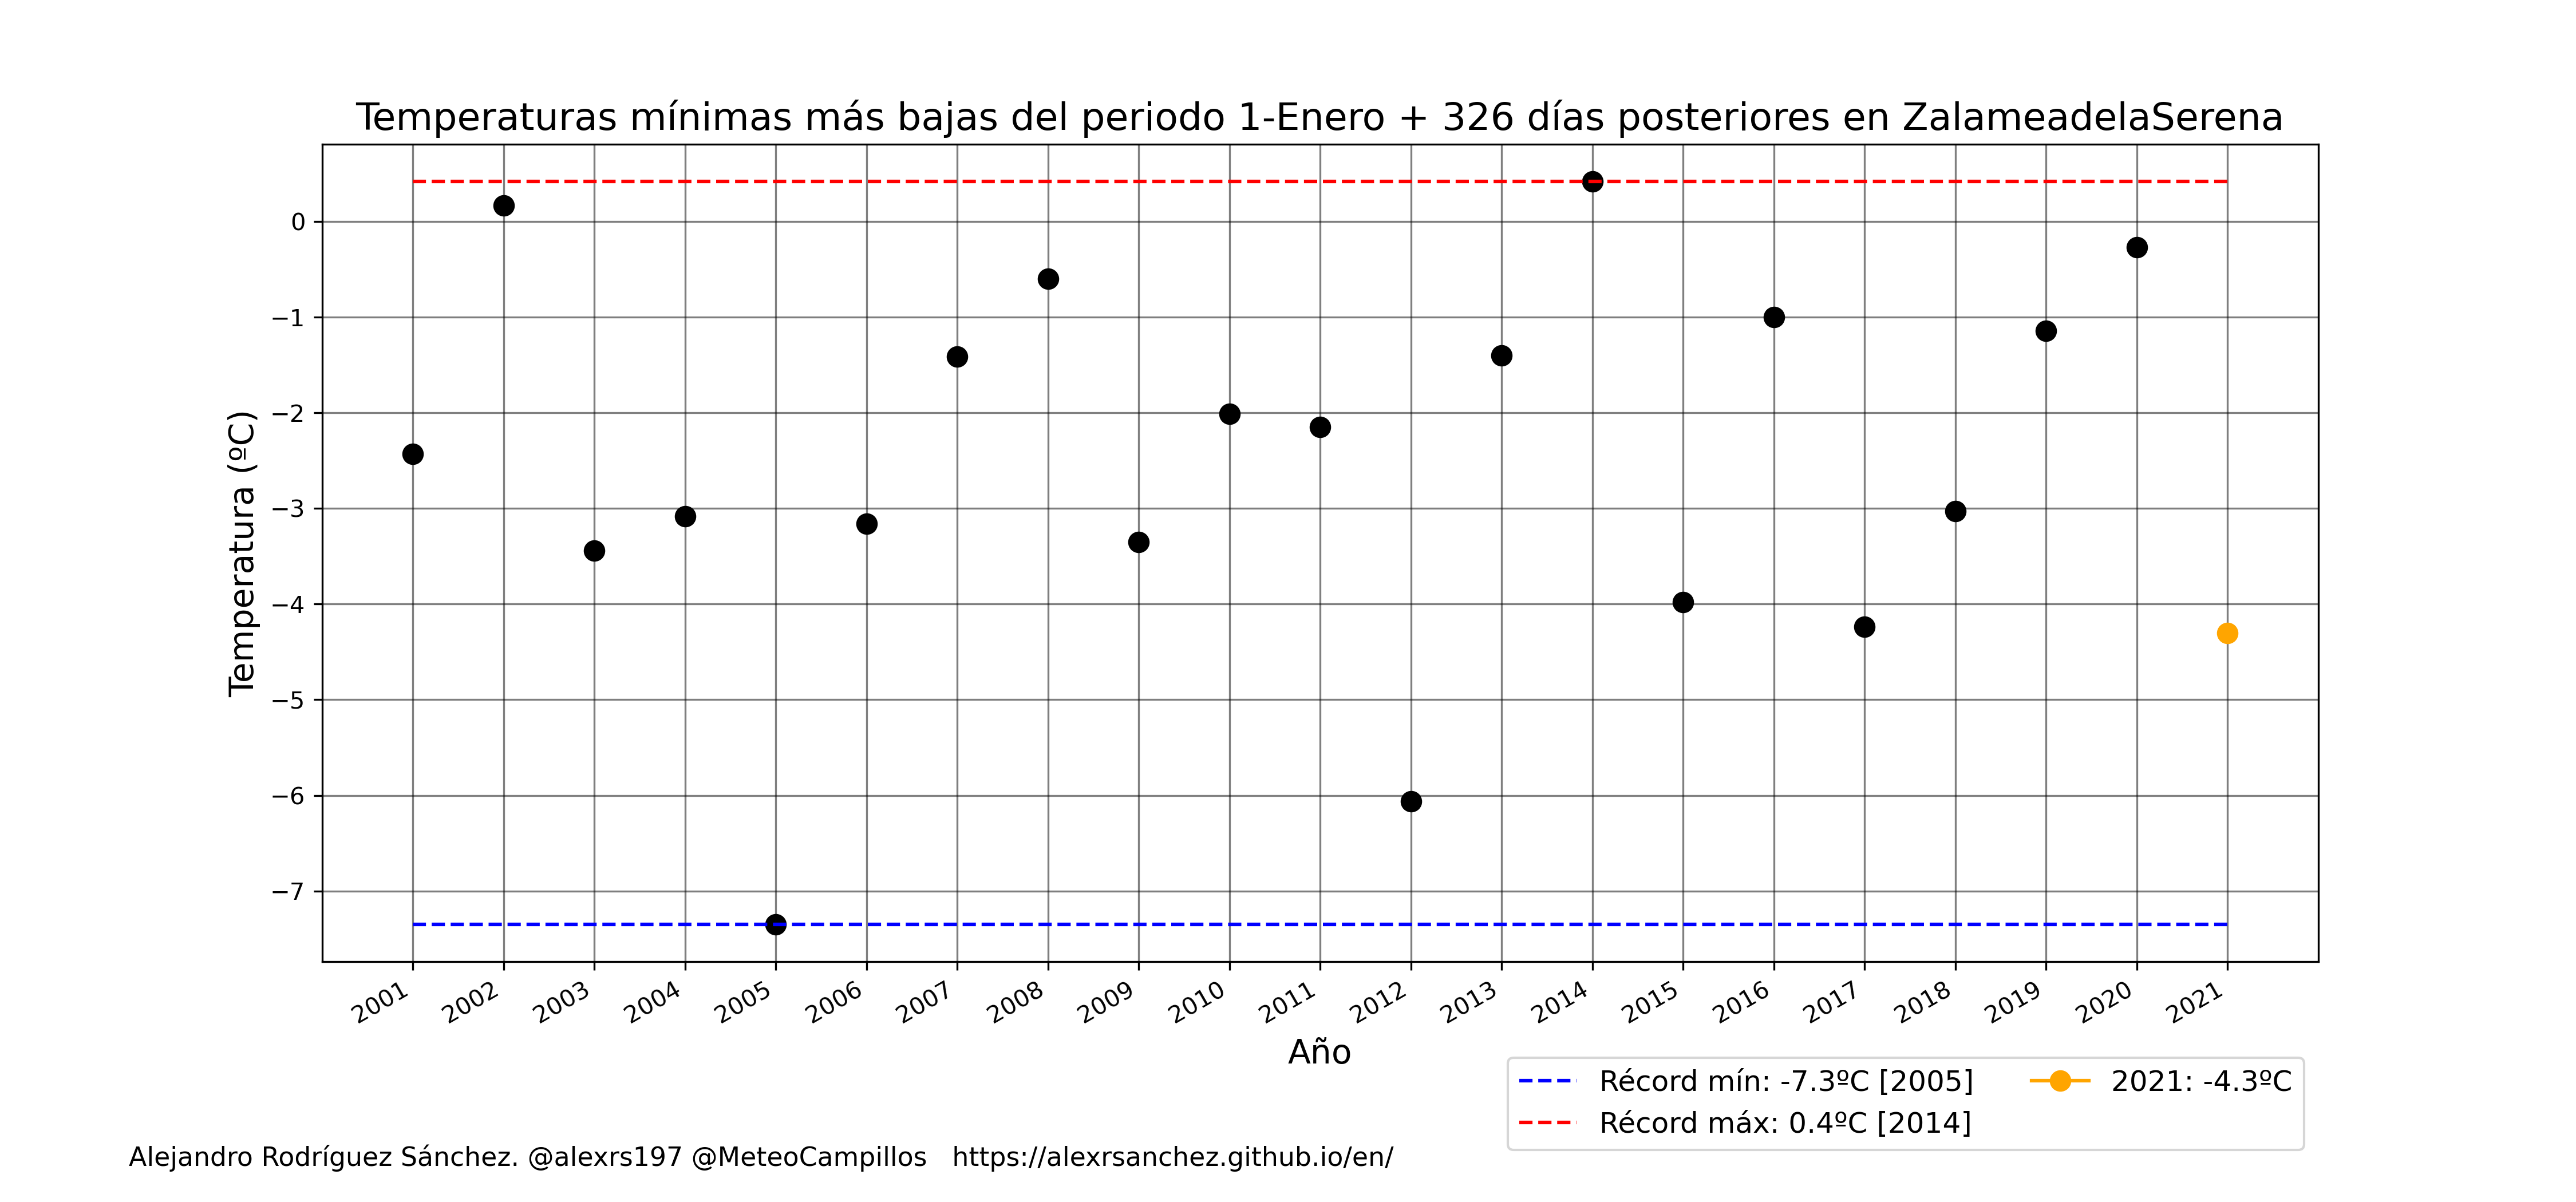 Temperaturas mínimas más bajas del periodo 1-Enero + 326 días posteriores en ZalameadelaSerena
Temperatura (ºC)
0
−1
−2
−3
−4
−5
−6
−7
2001 2002 2003 2004 2005 2006 2007 2008 2009 2010 2011 2012 2013 2014 2015 2016 2017 2018 2019 2020 2021
Año
Récord mín: -7.3ºC [2005]
Récord máx: 0.4ºC [2014]
2021: -4.3ºC
Alejandro Rodríguez Sánchez. @alexrs197 @MeteoCampillos https://alexrsanchez.github.io/en/